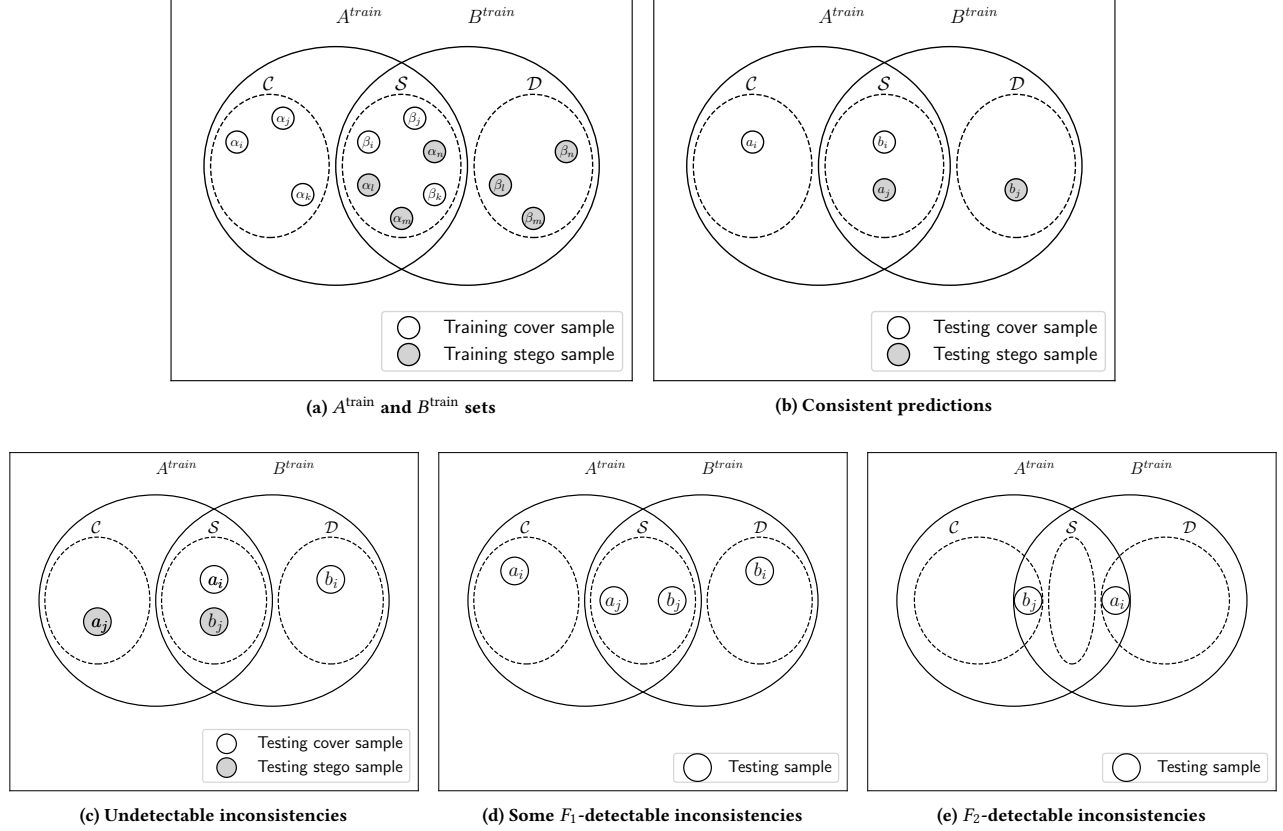 A^{train} B^{train}
C S D
α_i α_j α_k β_i β_j α_n α_l β_k α_m β_n β_l β_m
Training cover sample
Training stego sample
(a) A^{train} and B^{train} sets
A^{train} B^{train}
C S D
a_i b_i a_j b_j
Testing cover sample
Testing stego sample
(b) Consistent predictions
A^{train} B^{train}
C S D
a_i b_i
a_j b_j
Testing cover sample
Testing stego sample
(c) Undetectable inconsistencies
A^{train} B^{train}
C S D
a_i b_i
a_j b_j
Testing sample
(d) Some F_1-detectable inconsistencies
A^{train} B^{train}
C S D
b_j a_i
Testing sample
(e) F_2-detectable inconsistencies